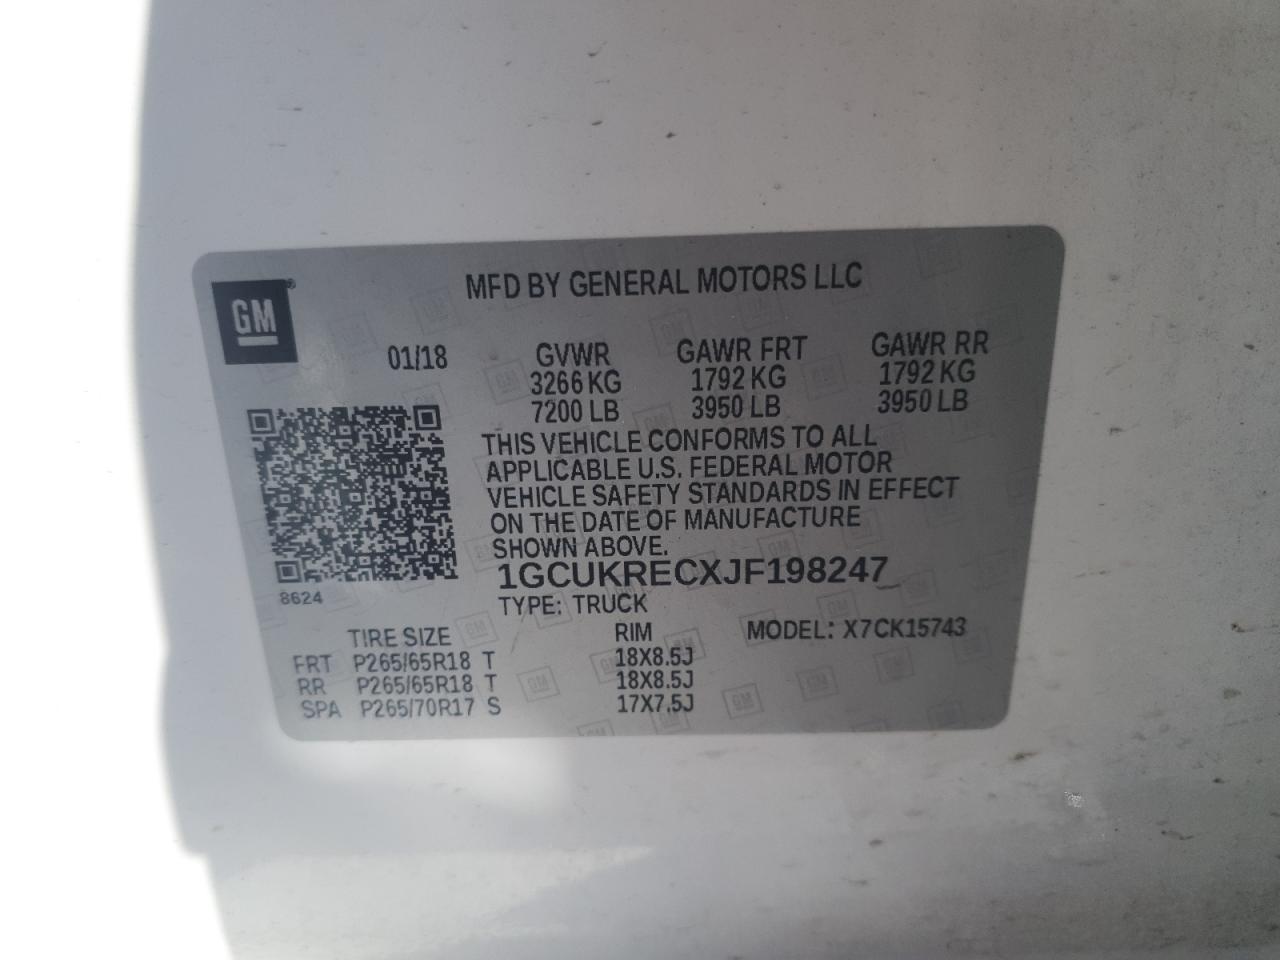 MFD BY GENERAL MOTORS LLC
GM®
01/18 GVWR GAWR FRT GAWR RR
3266 KG 1792 KG 1792 KG
7200 LB 3950 LB 3950 LB
THIS VEHICLE CONFORMS TO ALL
APPLICABLE U.S. FEDERAL MOTOR
VEHICLE SAFETY STANDARDS IN EFFECT
ON THE DATE OF MANUFACTURE
SHOWN ABOVE.
1GCUKRECXJF198247
8624
TYPE: TRUCK
TIRE SIZE RIM MODEL: X7CK15743
FRT P265/65R18 T 18X8.5J
RR P265/65R18 T 18X8.5J
SPA P265/70R17 S 17X7.5J